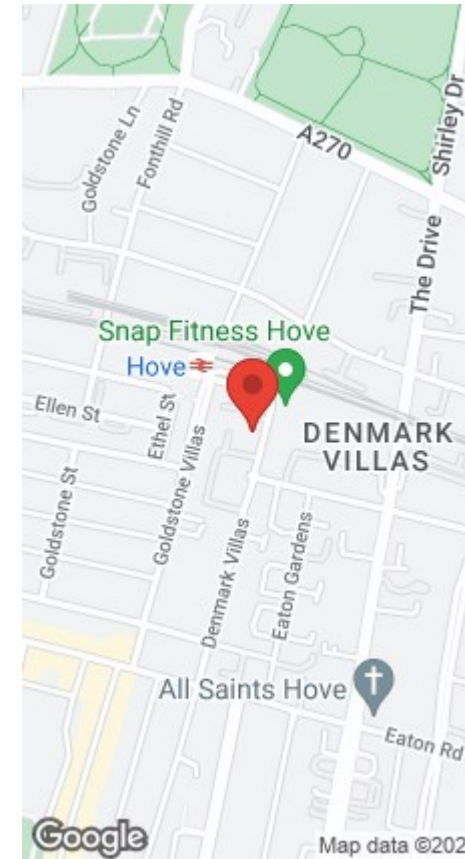 Goldstone Ln
Fonthill Rd
A270
Shirley Dr
The Drive
Snap Fitness Hove
Hove
Ellen St
Ethel St
DENMARK
VILLAS
Goldstone St
Goldstone Villas
Denmark Villas
Eaton Gardens
All Saints Hove
Eaton Rd
Google
Map data ©202